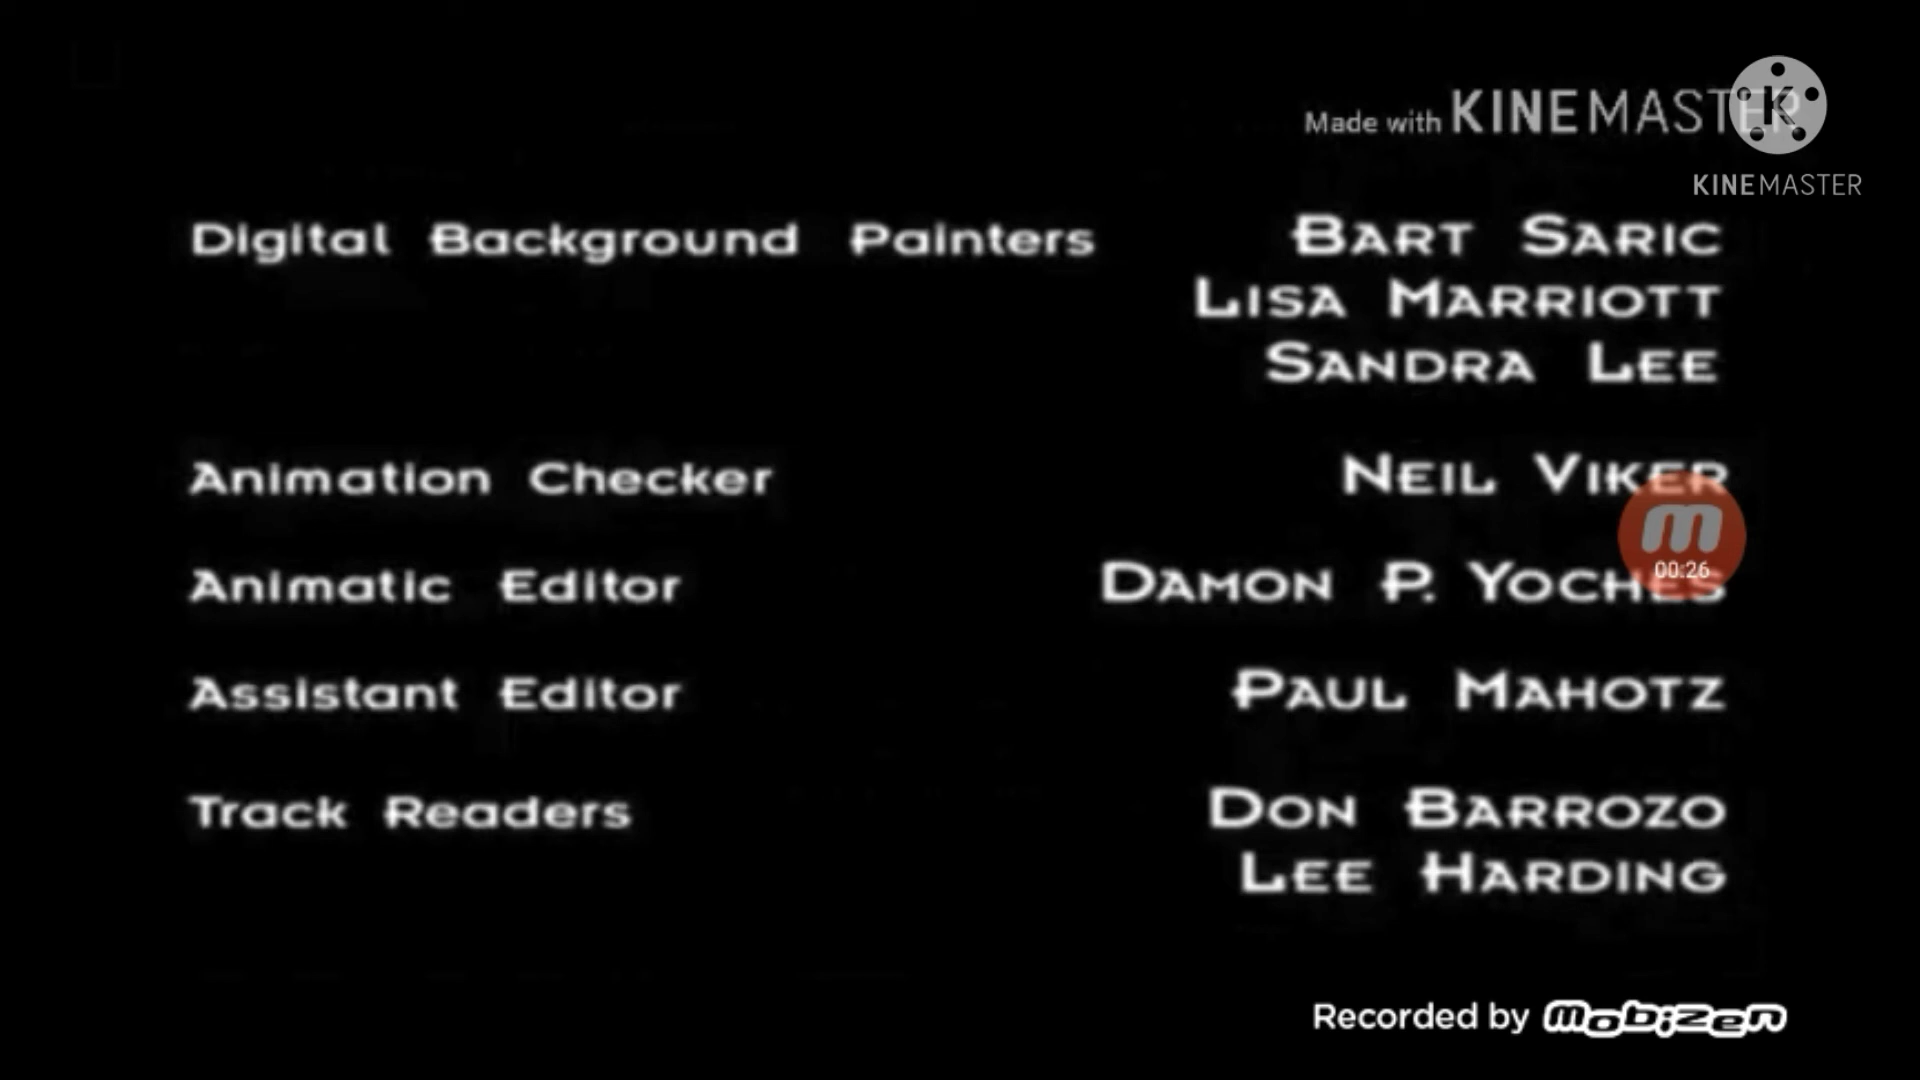 Made with KINEMASTER
K
KINEMASTER
Digital Background Painters BART SARIC
LISA MARRIOTT
SANDRA LEE
Animation Checker NEIL VIKER
Animatic Editor DAMON P. YOCHES
m
00:26
Assistant Editor PAUL MAHOTZ
Track Readers DON BARROZO
LEE HARDING
Recorded by mobizen